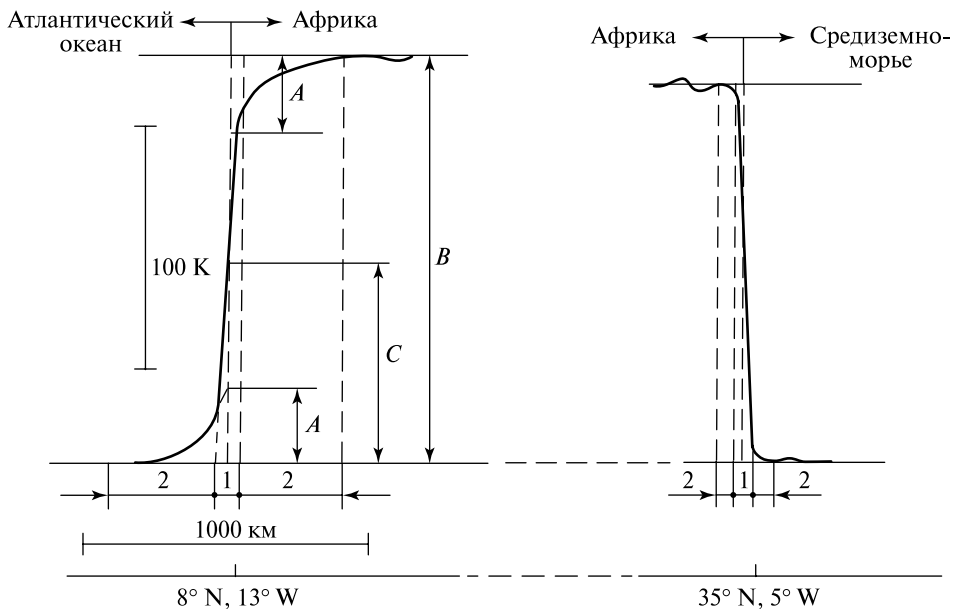 Атлантический
океан
Африка
Африка
Средиземно-
морье
A
100 K
B
C
A
2 1 2
2 1 2
1000 км
8° N, 13° W
35° N, 5° W